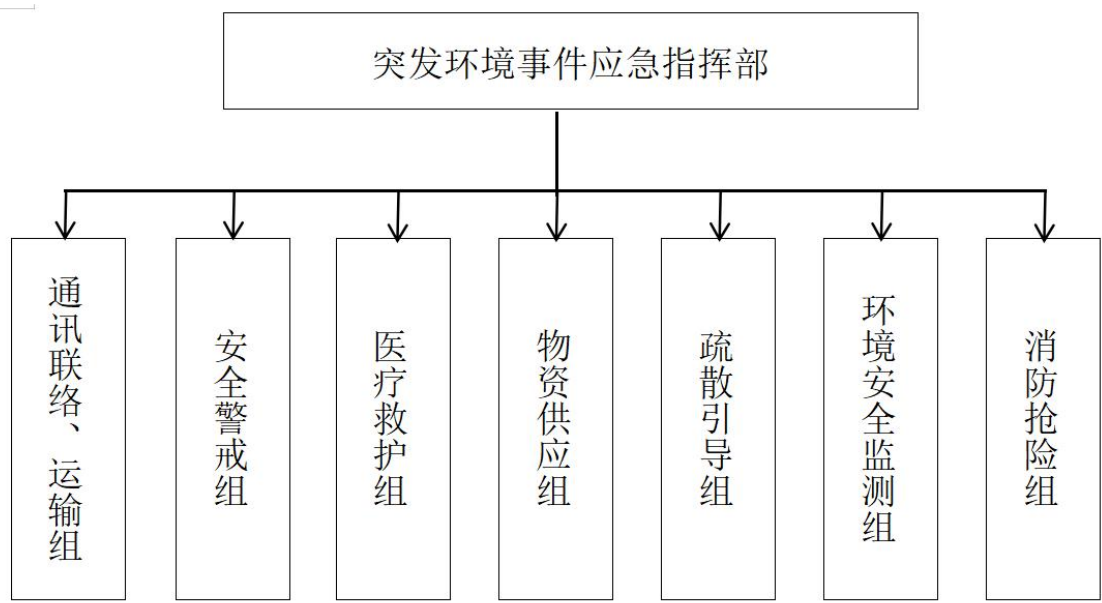 突发环境事件应急指挥部
通讯联络、运输组
安全警戒组
医疗救护组
物资供应组
疏散引导组
环境安全监测组
消防抢险组